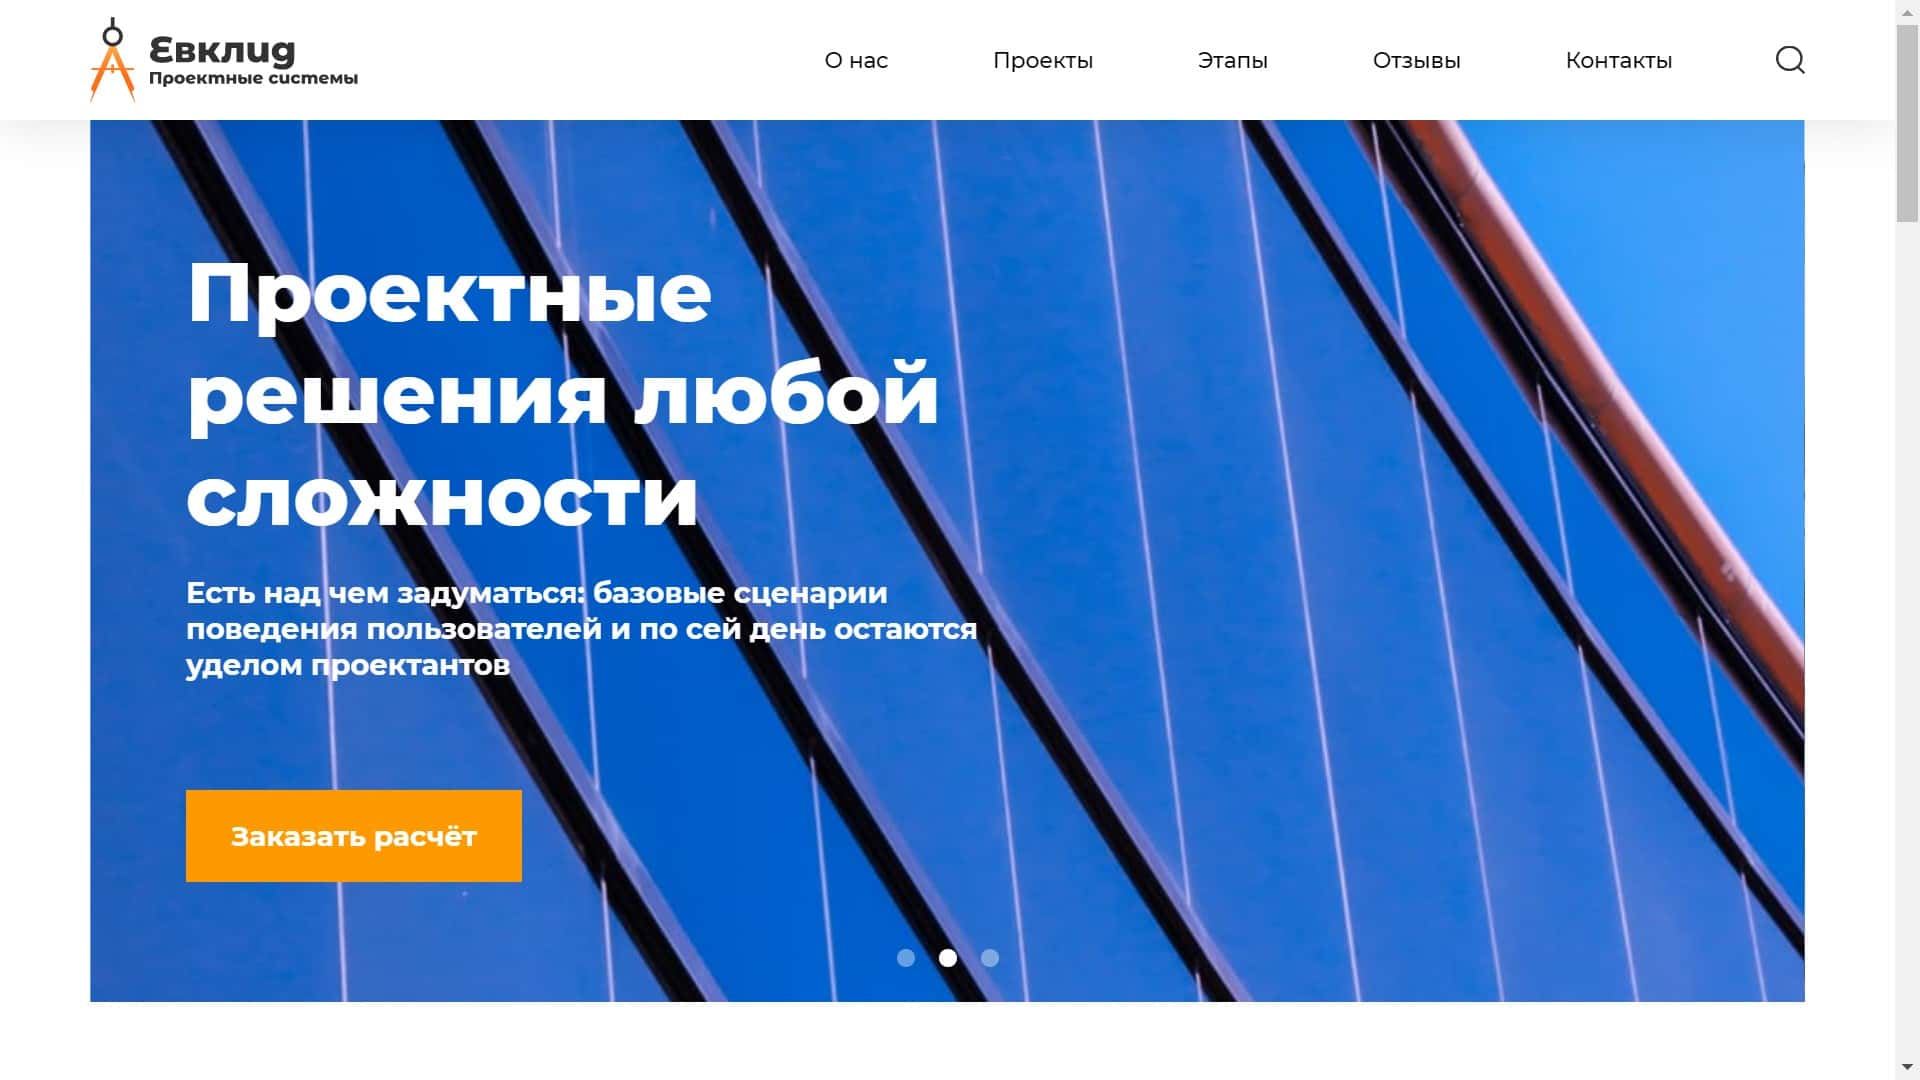 Евклид
Проектные системы
О нас
Проекты
Этапы
Отзывы
Контакты
Проектные
решения любой
сложности
Есть над чем задуматься: базовые сценарии
поведения пользователей и по сей день остаются
уделом проектантов
Заказать расчёт